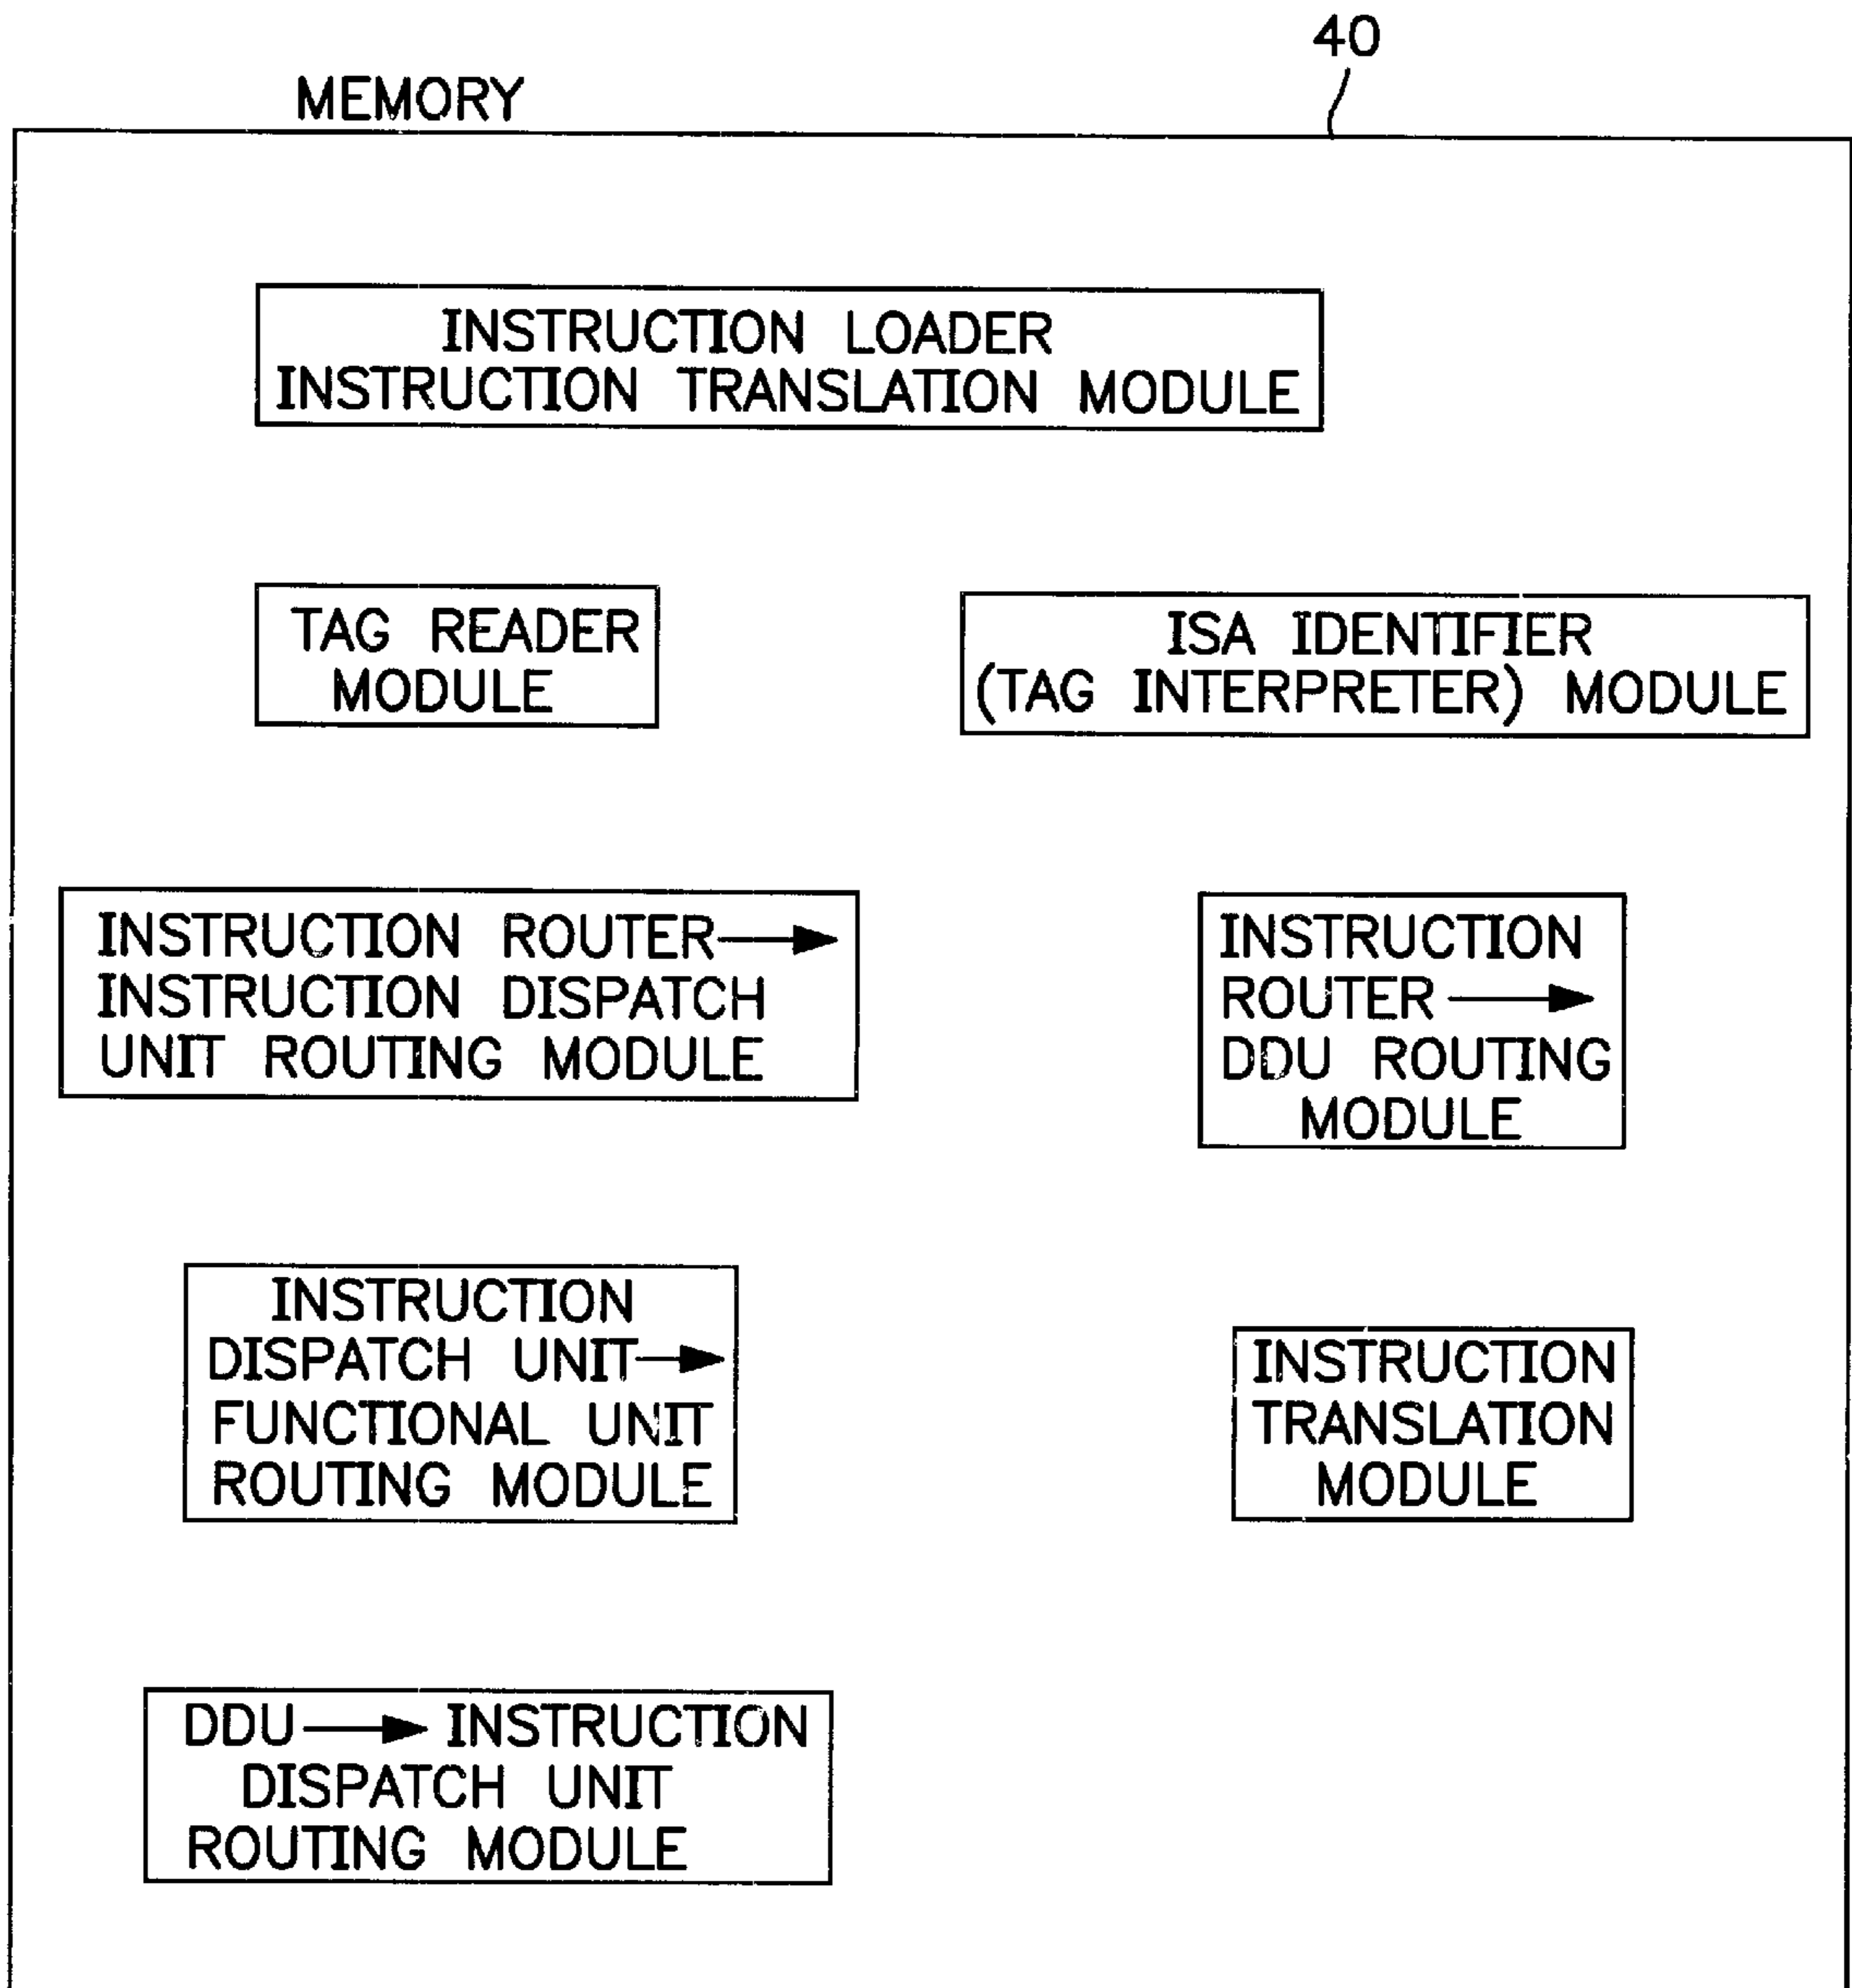 40
MEMORY
INSTRUCTION LOADER
INSTRUCTION TRANSLATION MODULE
TAG READER
MODULE
ISA IDENTIFIER
(TAG INTERPRETER) MODULE
INSTRUCTION ROUTER→
INSTRUCTION DISPATCH
UNIT ROUTING MODULE
INSTRUCTION
ROUTER →
DDU ROUTING
MODULE
INSTRUCTION
DISPATCH UNIT→
FUNCTIONAL UNIT
ROUTING MODULE
INSTRUCTION
TRANSLATION
MODULE
DDU → INSTRUCTION
DISPATCH UNIT
ROUTING MODULE